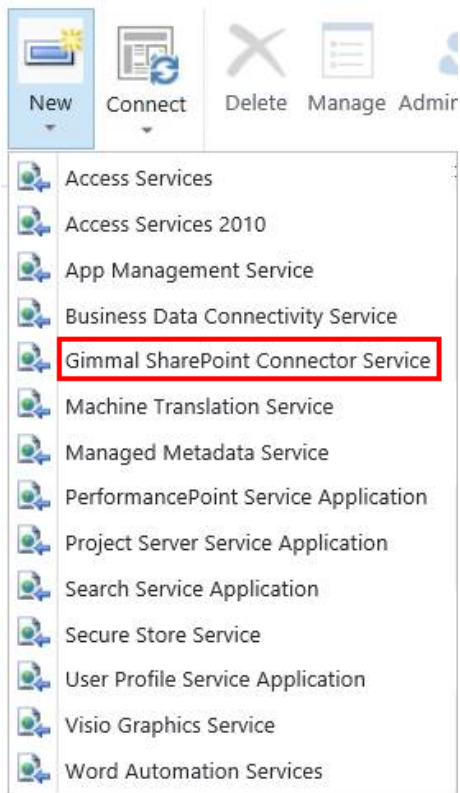 New Connect Delete Manage Admin
Access Services
Access Services 2010
App Management Service
Business Data Connectivity Service
Gimmal SharePoint Connector Service
Machine Translation Service
Managed Metadata Service
PerformancePoint Service Application
Project Server Service Application
Search Service Application
Secure Store Service
User Profile Service Application
Visio Graphics Service
Word Automation Services